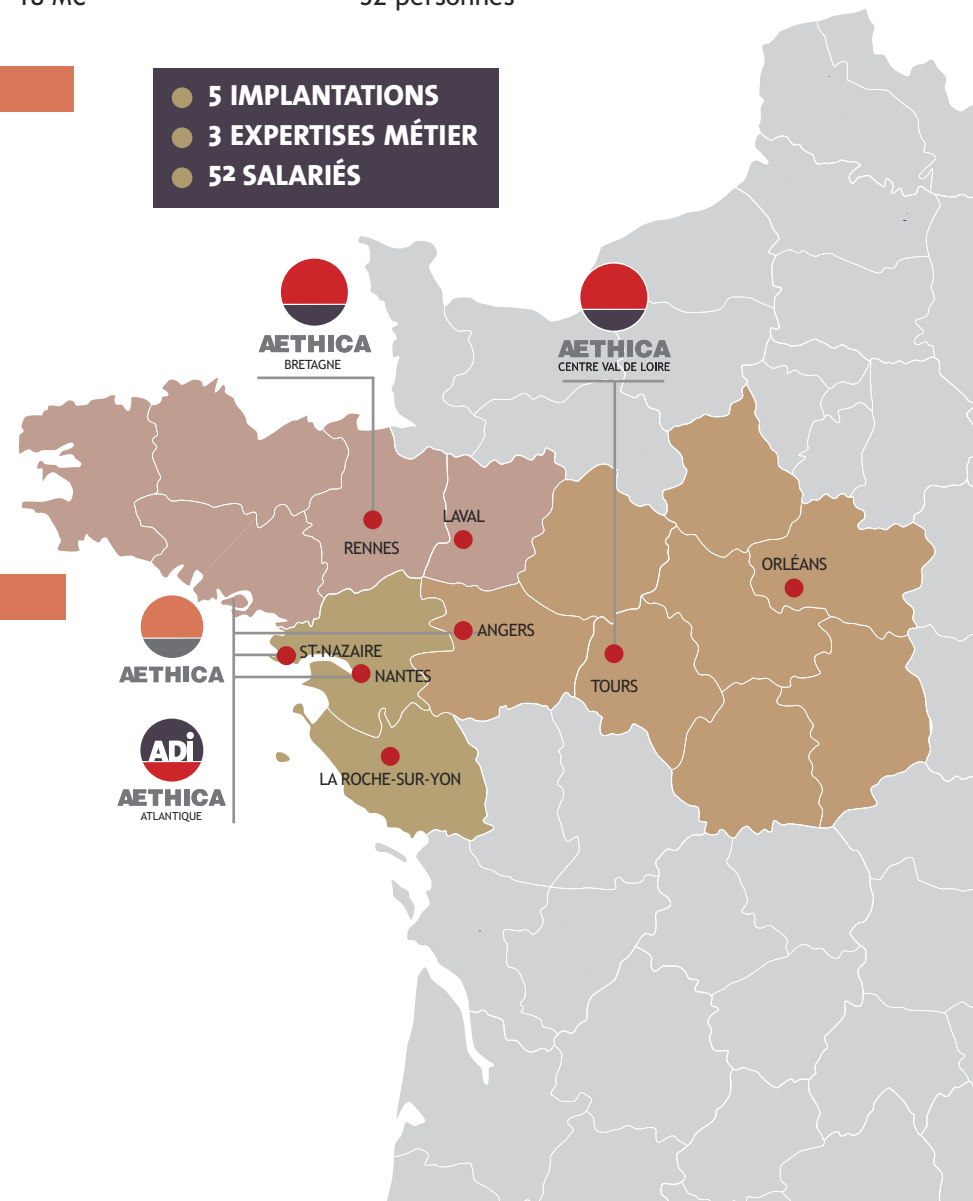 5 IMPLANTATIONS
3 EXPERTISES MÉTIER
52 SALARIÉS
AETHICA
BRETAGNE
AETHICA
CENTRE VAL DE LOIRE
LAVAL
RENNES
ORLÉANS
ANGERS
ST-NAZAIRE
NANTES
AETHICA
TOURS
ADi
AETHICA
ATLANTIQUE
LA ROCHE-SUR-YON